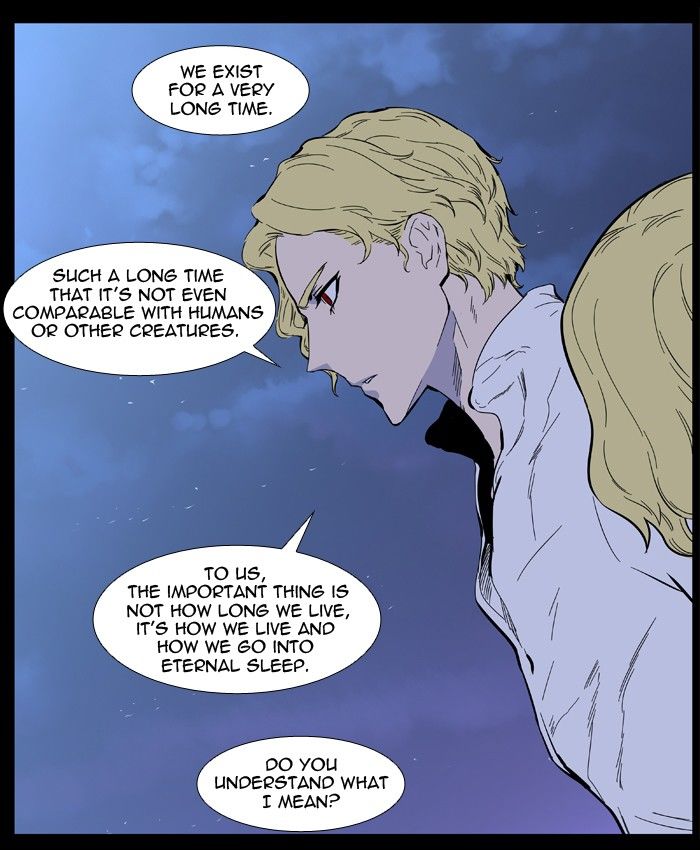 WE EXIST
FOR A VERY
LONG TIME.
SUCH A LONG TIME
THAT IT'S NOT EVEN
COMPARABLE WITH HUMANS
OR OTHER CREATURES.
TO US,
THE IMPORTANT THING IS
NOT HOW LONG WE LIVE,
IT'S HOW WE LIVE AND
HOW WE GO INTO
ETERNAL SLEEP.
DO YOU
UNDERSTAND WHAT
I MEAN?